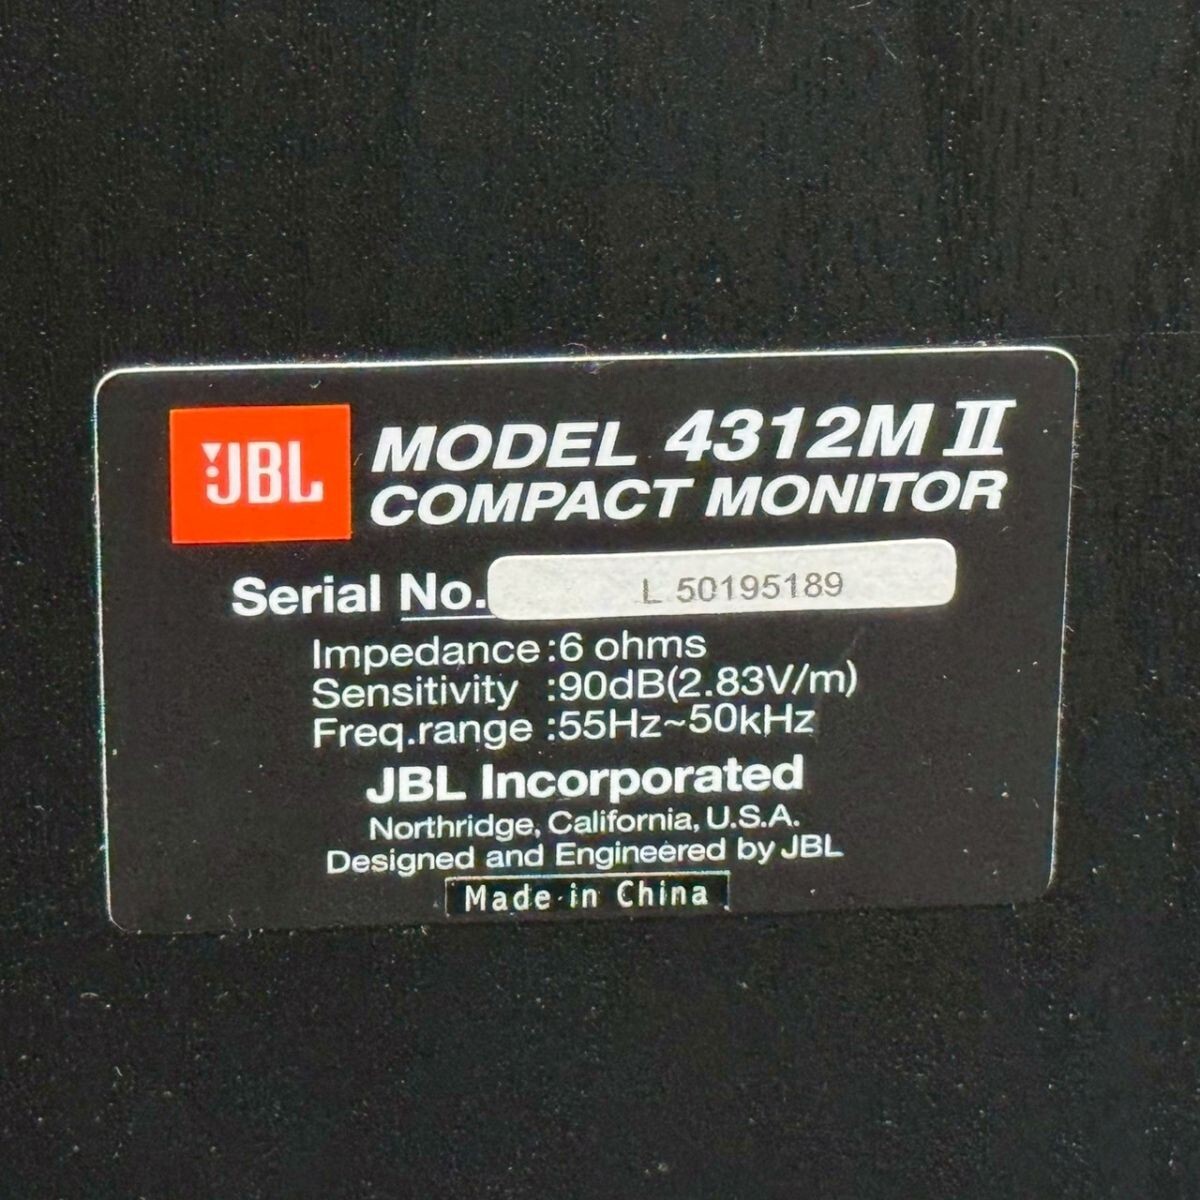 JBL
MODEL 4312M II
COMPACT MONITOR
Serial No. L 50195189
Impedance :6 ohms
Sensitivity :90dB(2.83V/m)
Freq.range :55Hz~50kHz
JBL Incorporated
Northridge, California, U.S.A.
Designed and Engineered by JBL
Made in China